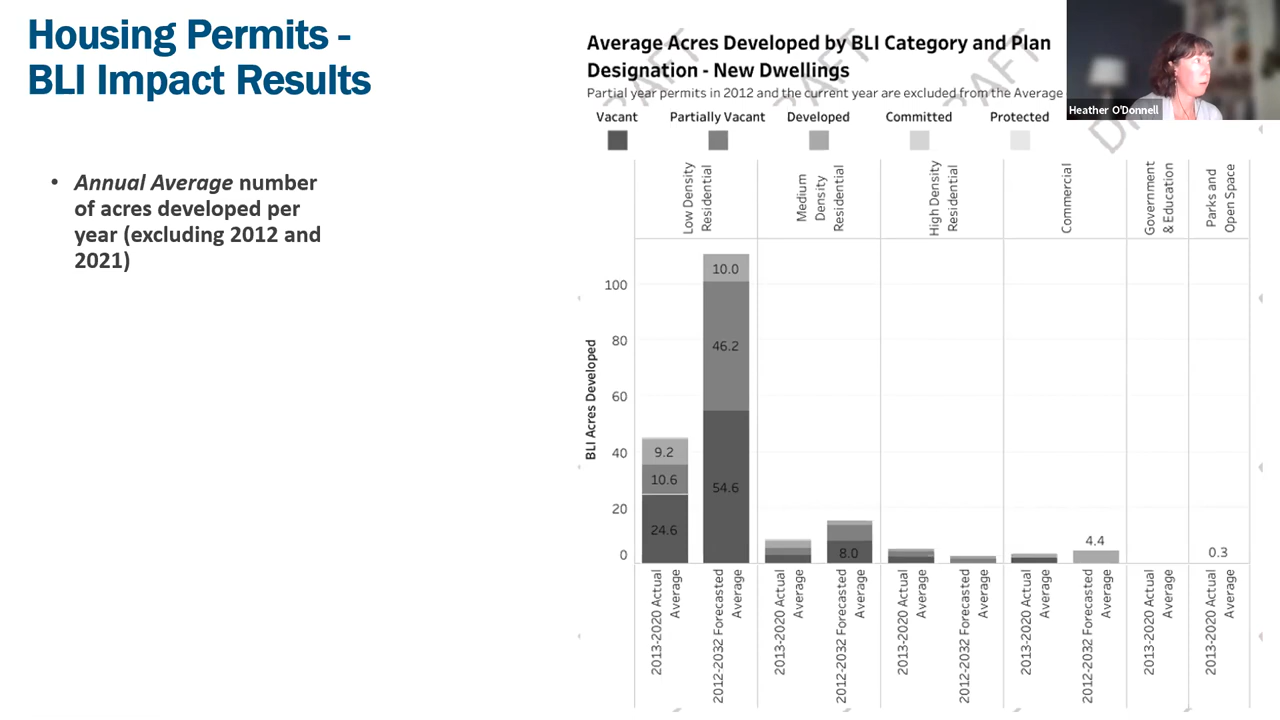 Housing Permits -
BLI Impact Results
• Annual Average number
of acres developed per
year (excluding 2012 and
2021)
Average Acres Developed by BLI Category and Plan
Designation - New Dwellings
Partial year permits in 2012 and the current year are excluded from the Average
Heather O'Donnell
Vacant
Partially Vacant
Developed
Committed
Protected
DRAFT
DRAFT
DRAFT
Low Density
Residential
Medium
Density
Residential
High Density
Residential
Commercial
Government
& Education
Parks and
Open Space
BLI Acres Developed
100
80
60
40
20
0
9.2
10.6
24.6
10.0
46.2
54.6
8.0
4.4
0.3
2013-2020 Actual
Average
2012-2032 Forecasted
Average
2013-2020 Actual
Average
2012-2032 Forecasted
Average
2013-2020 Actual
Average
2012-2032 Forecasted
Average
2013-2020 Actual
Average
2012-2032 Forecasted
Average
2013-2020 Actual
Average
2013-2020 Actual
Average